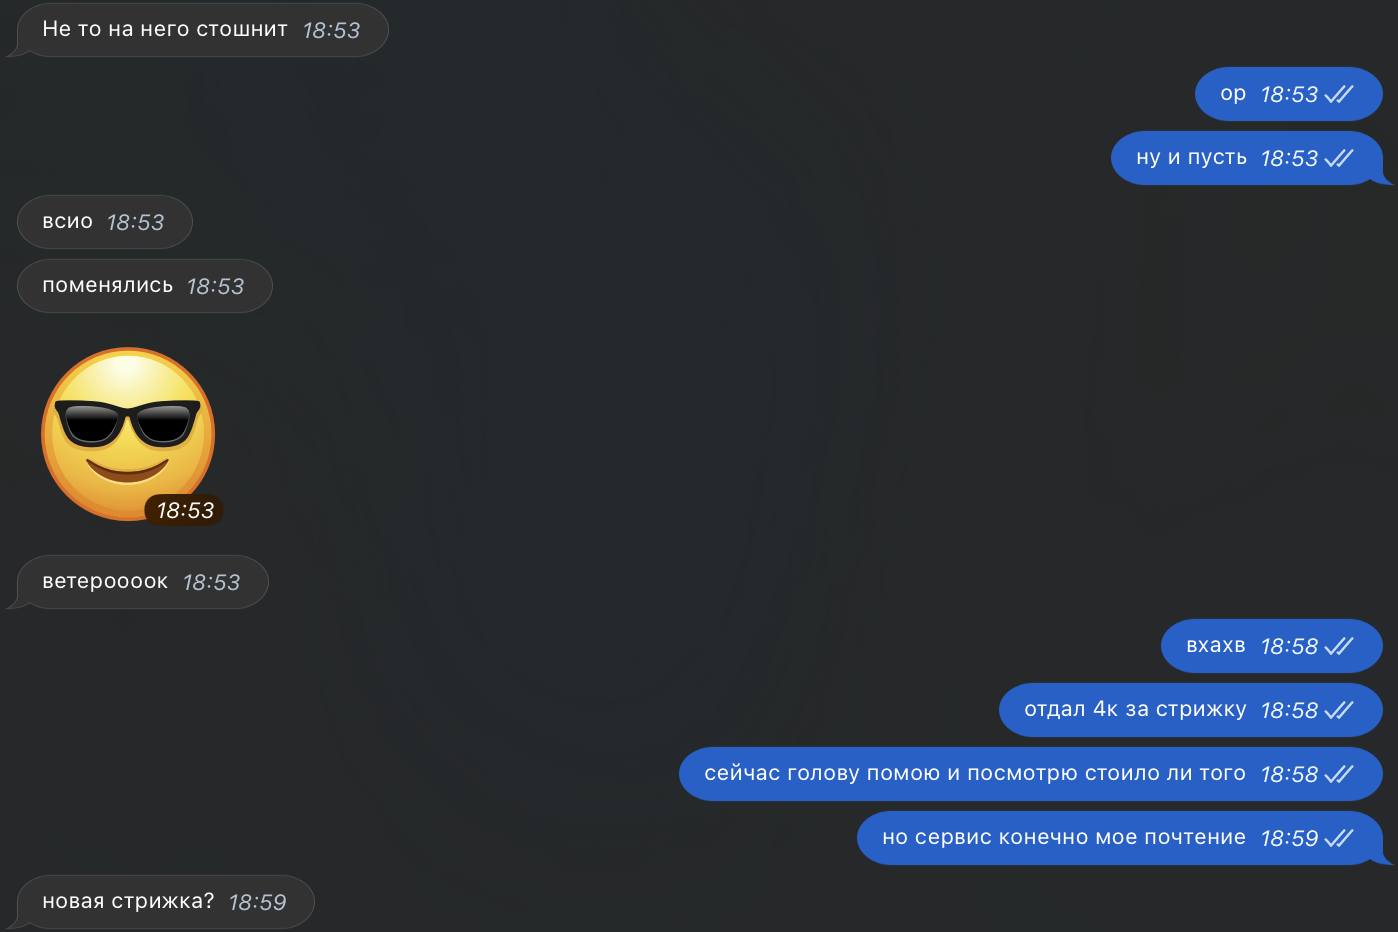 Не то на него стошнит 18:53
ор 18:53
ну и пусть 18:53
всио 18:53
поменялись 18:53
18:53
ветероооок 18:53
вхахв 18:58
отдал 4к за стрижку 18:58
сейчас голову помою и посмотрю стоило ли того 18:58
но сервис конечно мое почтение 18:59
новая стрижка? 18:59